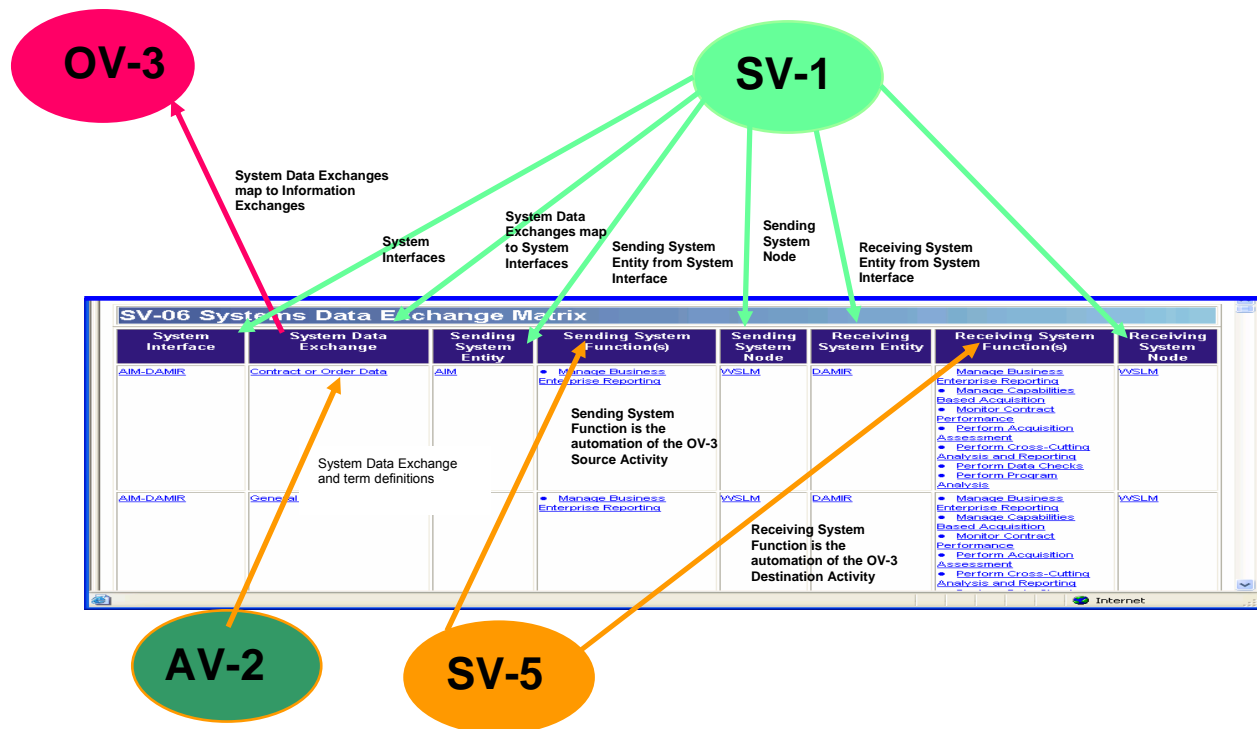 OV-3
SV-1
System Data Exchanges
map to Information
Exchanges
System
Interfaces
System Data
Exchanges map
to System
Interfaces
Sending System
Entity from System
Interface
Sending
System
Node
Receiving System
Entity from System
Interface
SV-06 Systems Data Exchange Matrix
System
Interface
System Data
Exchange
Sending
System
Entity
Sending System
Function(s)
Sending
System
Node
Receiving
System Entity
Receiving System
Function(s)
Receiving
System
Node
AIM-DAMIR
Contract or Order Data
AIM
• Manage Business
Enterprise Reporting
WSLM
DAMIR
• Manage Business
Enterprise Reporting
• Manage Capabilities
Based Acquisition
• Monitor Contract
Performance
• Perform Acquisition
Assessment
• Perform Cross-Cutting
Analysis and Reporting
• Perform Data Checks
• Perform Program
Analysis
WSLM
Sending System
Function is the
automation of the OV-3
Source Activity
System Data Exchange
and term definitions
AIM-DAMIR
General
• Manage Business
Enterprise Reporting
WSLM
DAMIR
• Manage Business
Enterprise Reporting
• Manage Capabilities
Based Acquisition
• Monitor Contract
Performance
• Perform Acquisition
Assessment
• Perform Cross-Cutting
Analysis and Reporting
WSLM
Receiving System
Function is the
automation of the OV-3
Destination Activity
Internet
AV-2
SV-5